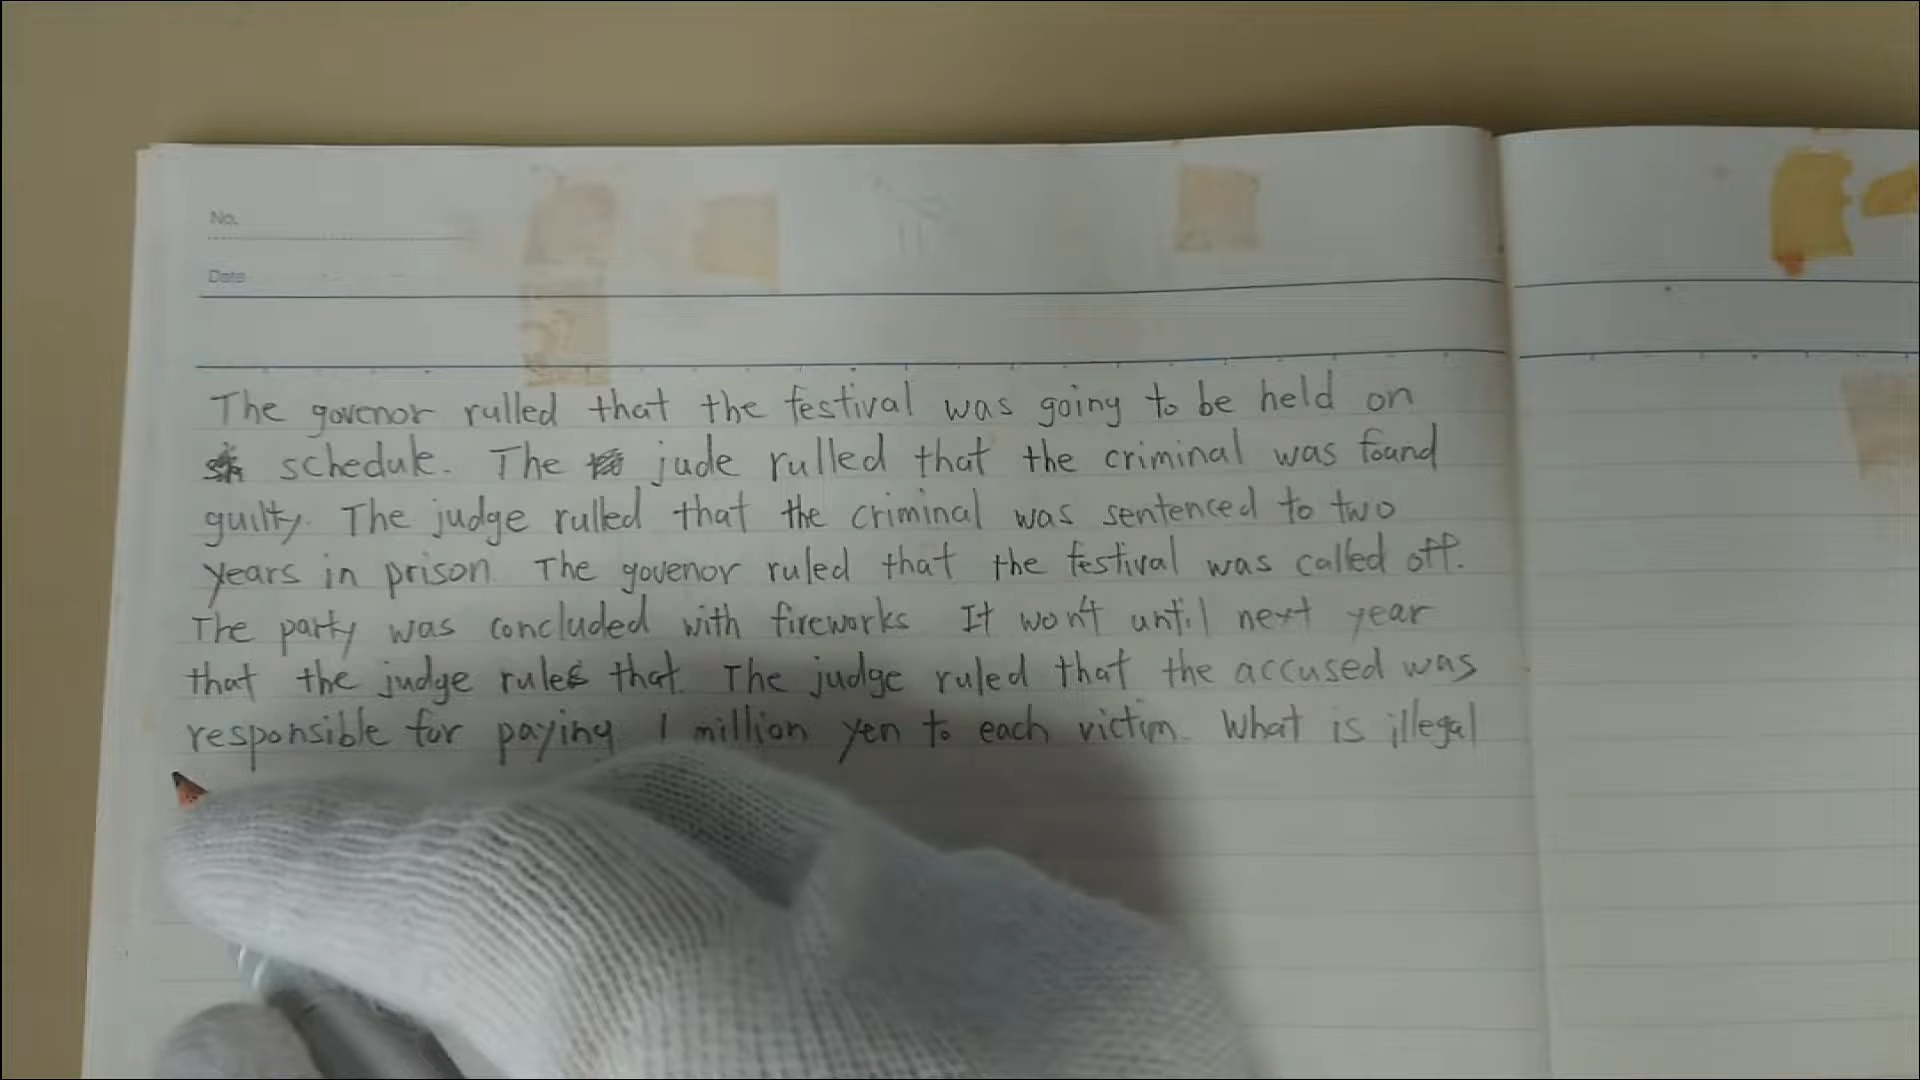 No.
Date
The govenor rulled that the festival was going to be held on
schedule. The jude rulled that the criminal was found
guilty. The judge rulled that the criminal was sentenced to two
years in prison. The govenor ruled that the festival was called off.
The party was concluded with fireworks. It won't until next year
that the judge rules that. The judge ruled that the accused was
responsible for paying 1 million yen to each victim. What is illegal